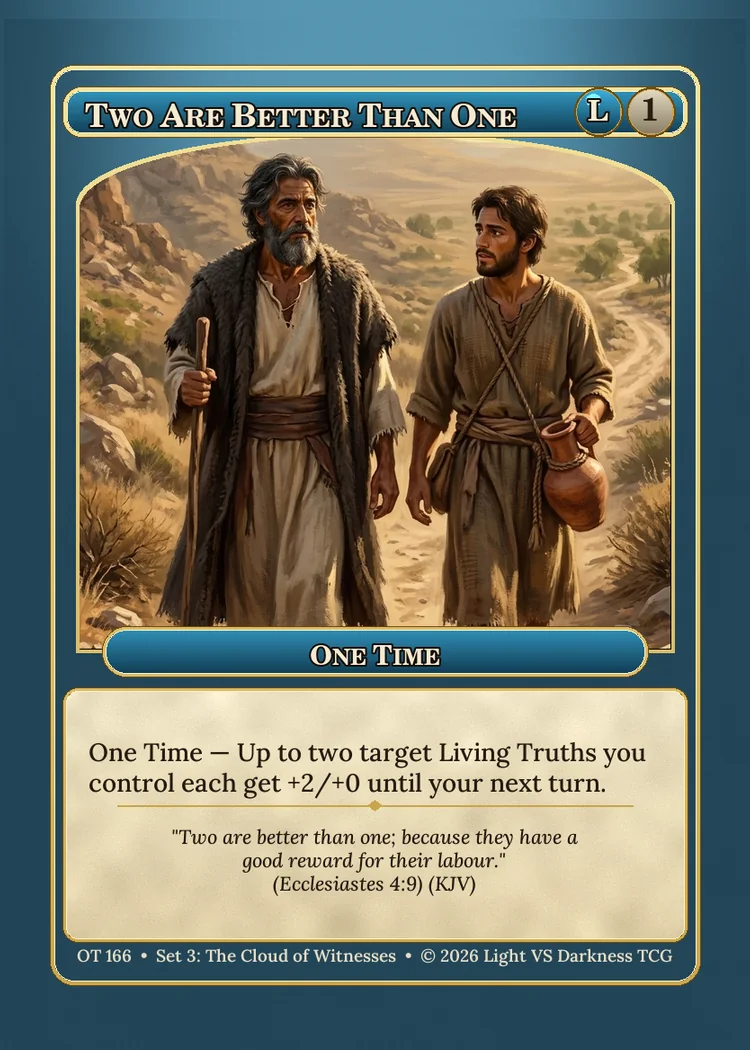 Two Are Better Than One L 1
One Time
One Time — Up to two target Living Truths you
control each get +2/+0 until your next turn.
"Two are better than one; because they have a
good reward for their labour."
(Ecclesiastes 4:9) (KJV)
OT 166 • Set 3: The Cloud of Witnesses • © 2026 Light VS Darkness TCG